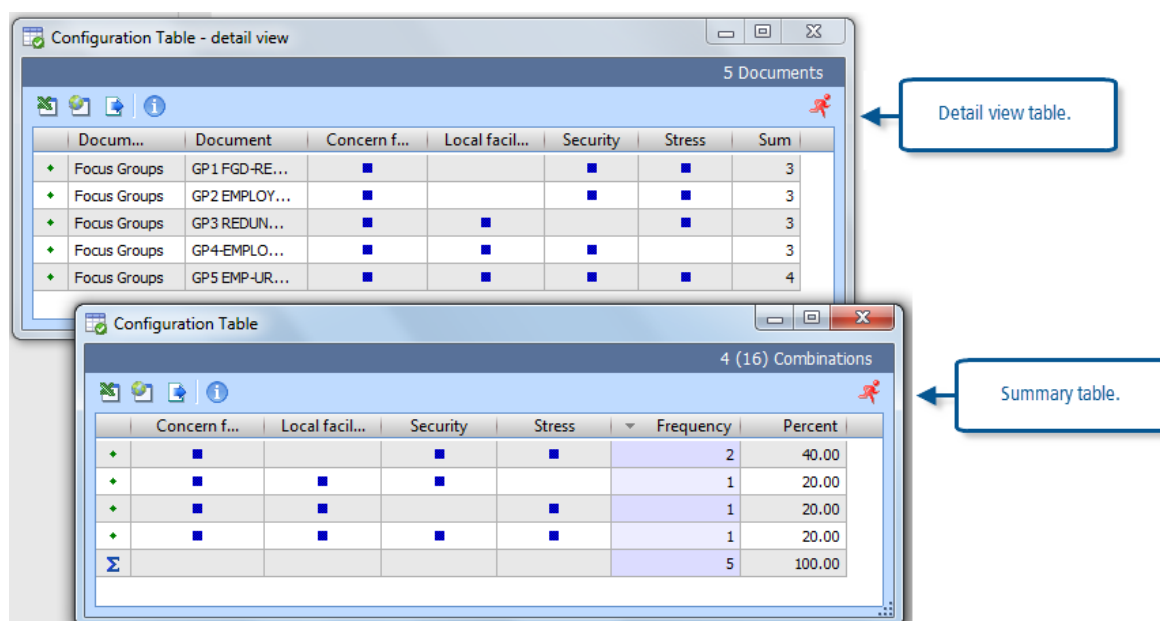 Configuration Table - detail view
5 Documents
Docum... Document Concern f... Local facil... Security Stress Sum
Focus Groups GP1 FGD-RE... 3
Focus Groups GP2 EMPLOY... 3
Focus Groups GP3 REDUN... 3
Focus Groups GP4-EMPLO... 3
Focus Groups GP5 EMP-UR... 4
Detail view table.
Configuration Table
4 (16) Combinations
Concern f... Local facil... Security Stress Frequency Percent
2 40.00
1 20.00
1 20.00
1 20.00
Σ 5 100.00
Summary table.